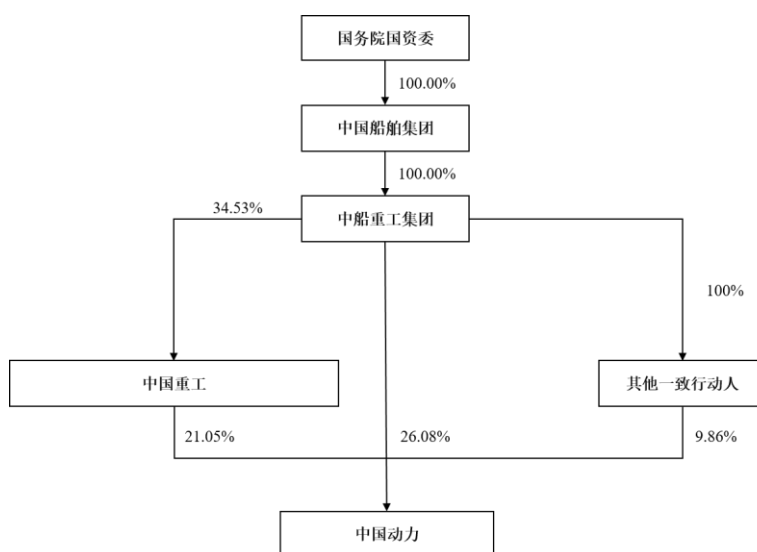 国务院国资委
100.00%
中国船舶集团
100.00%
34.53%
中船重工集团
100%
中国重工
其他一致行动人
21.05%
26.08%
9.86%
中国动力